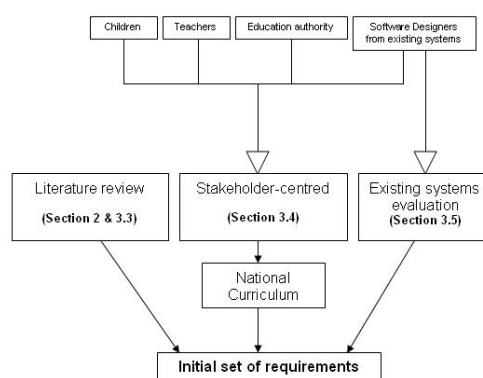 Children
Teachers
Education authority
Software Designers
from existing systems
Literature review
(Section 2 & 3.3)
Stakeholder-centred
(Section 3.4)
Existing systems
evaluation
(Section 3.5)
National
Curriculum
Initial set of requirements